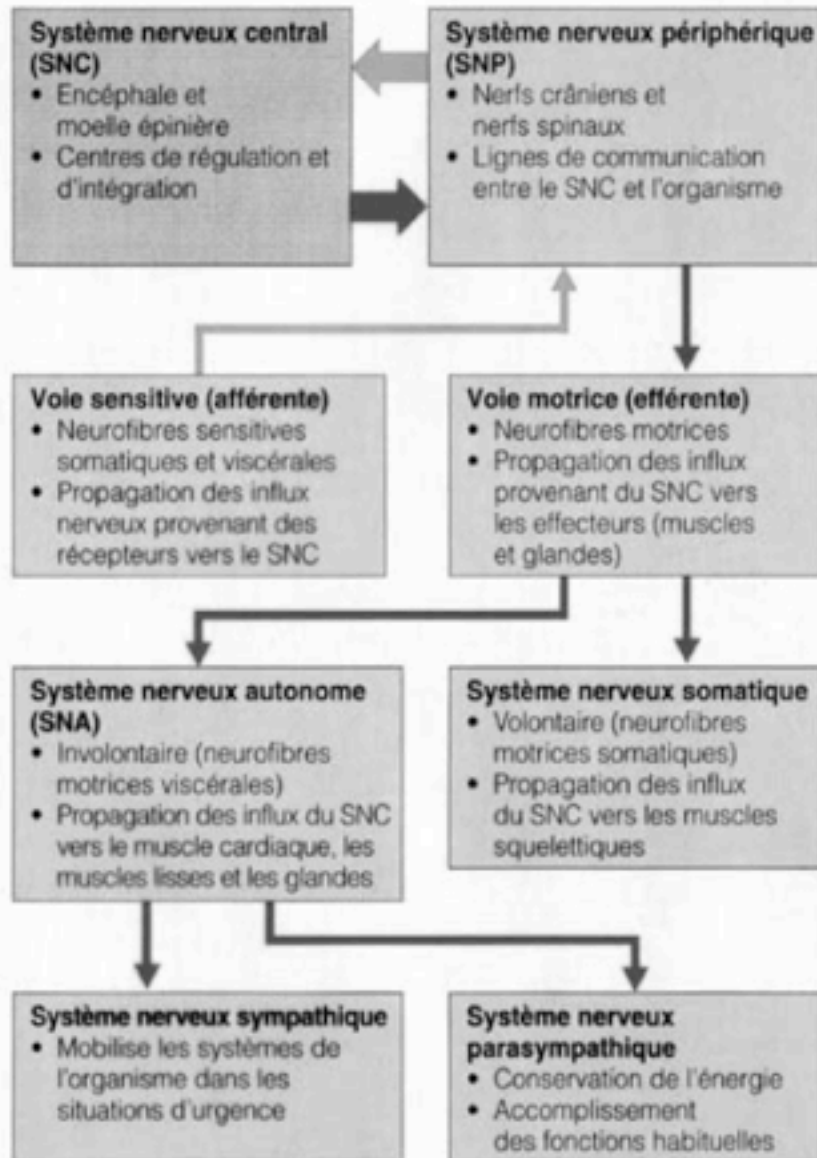 Système nerveux central
(SNC)
• Encéphale et
moelle épinière
• Centres de régulation et
d'intégration
Système nerveux périphérique
(SNP)
• Nerfs crâniens et
nerfs spinaux
• Lignes de communication
entre le SNC et l'organisme
Voie sensitive (afférente)
• Neurofibres sensitives
somatiques et viscérales
• Propagation des influx
nerveux provenant des
récepteurs vers le SNC
Voie motrice (efférente)
• Neurofibres motrices
• Propagation des influx
provenant du SNC vers
les effecteurs (muscles
et glandes)
Système nerveux autonome
(SNA)
• Involontaire (neurofibres
motrices viscérales)
• Propagation des influx du SNC
vers le muscle cardiaque, les
muscles lisses et les glandes
Système nerveux somatique
• Volontaire (neurofibres
motrices somatiques)
• Propagation des influx
du SNC vers les muscles
squelettiques
Système nerveux sympathique
• Mobilise les systèmes de
l'organisme dans les
situations d'urgence
Système nerveux
parasympathique
• Conservation de l'énergie
• Accomplissement
des fonctions habituelles